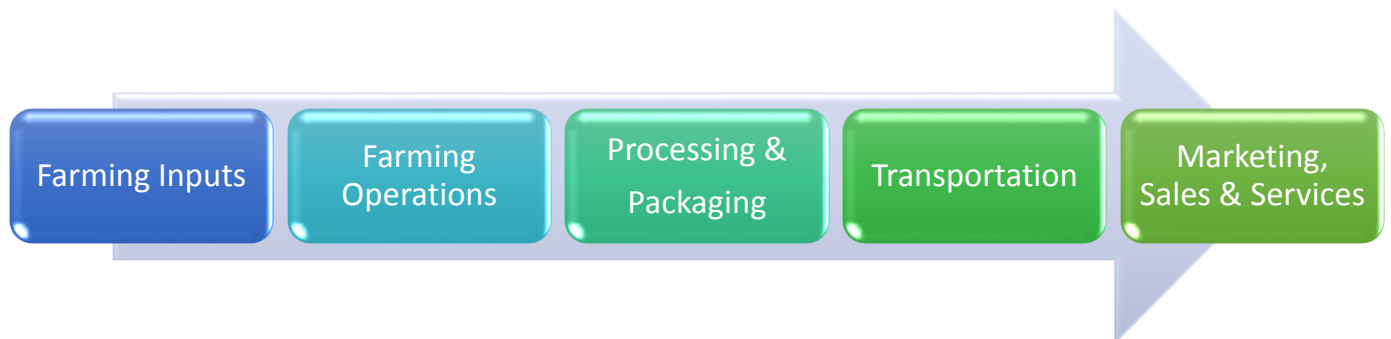 Farming Inputs
Farming
Operations
Processing &
Packaging
Transportation
Marketing,
Sales & Services